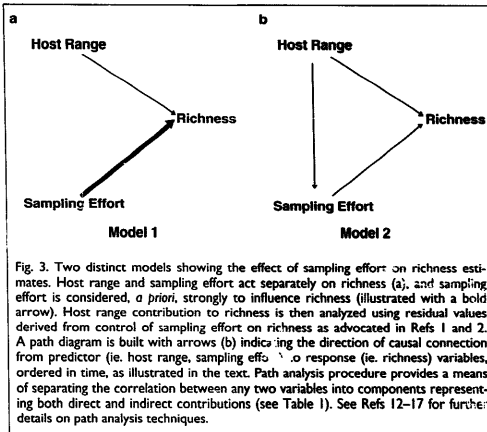 a
b
Host Range
Host Range
Richness
Richness
Sampling Effort
Sampling Effort
Model 1
Model 2
Fig. 3. Two distinct models showing the effect of sampling effort on richness esti-
mates. Host range and sampling effort act separately on richness (a), and sampling
effort is considered, a priori, strongly to influence richness (illustrated with a bold
arrow). Host range contribution to richness is then analyzed using residual values
derived from control of sampling effort on richness as advocated in Refs 1 and 2.
A path diagram is built with arrows (b) indicating the direction of causal connection
from predictor (ie. host range, sampling response (ie. richness) variables,
ordered in time, as illustrated in the text. Path analysis procedure provides a means
of separating the correlation between any two variables into components represent-
ing both direct and indirect contributions (see Table 1). See Refs 12–17 for further
details on path analysis techniques.